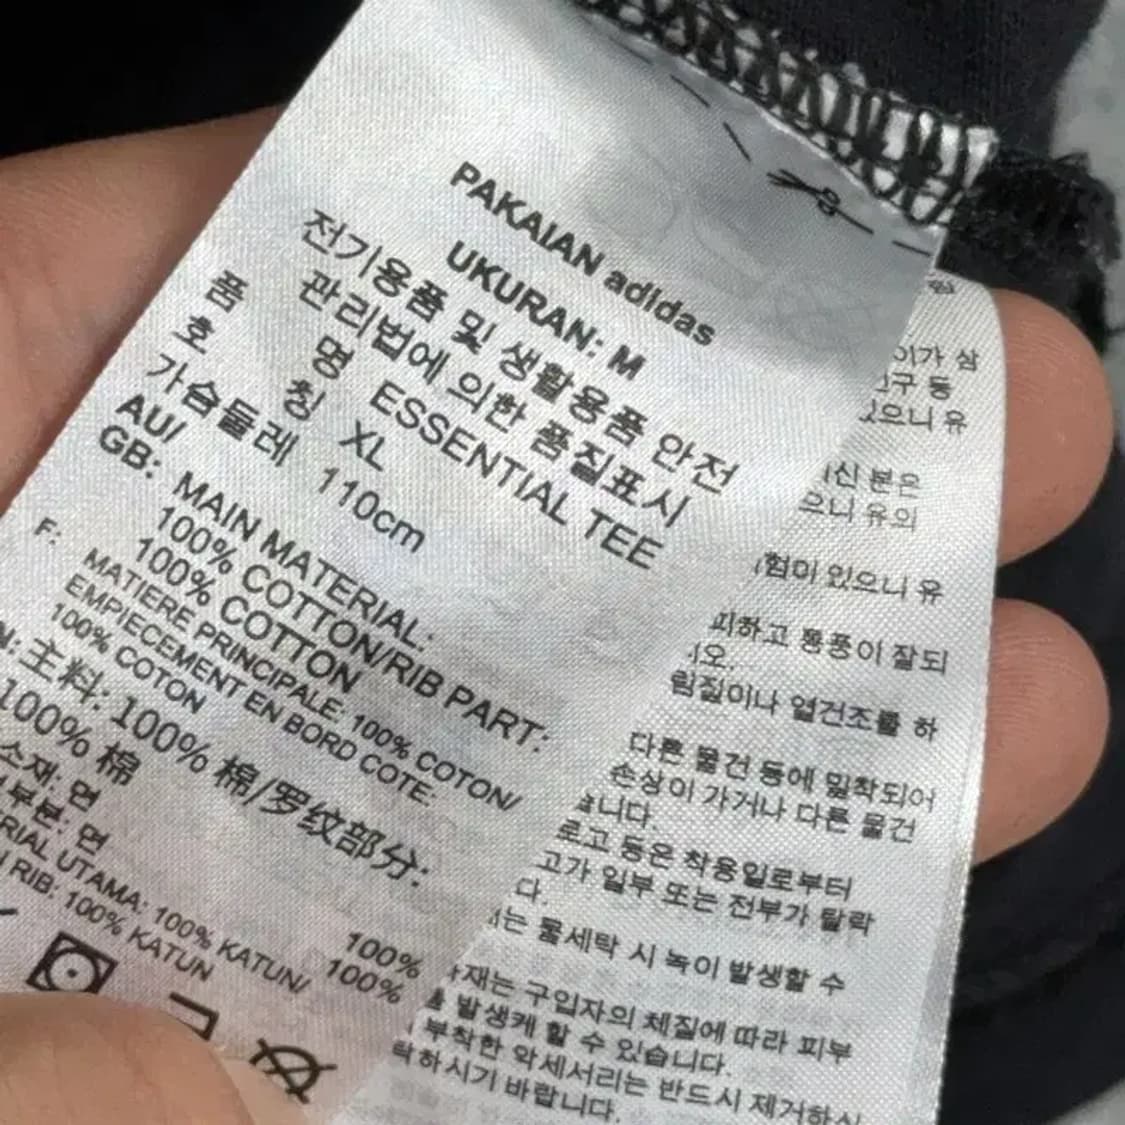 PAKAIAN adidas
UKURAN: M
전기용품 및 생활용품 안전
관리법에 의한 품질표시
품 명 ESSENTIAL TEE
호 칭 XL
가슴둘레 110cm
AU/
GB: MAIN MATERIAL:
100% COTTON/RIB PART:
100% COTTON
F: MATIERE PRINCIPALE: 100% COTON/
EMPIECEMENT EN BORD COTE:
100% COTON
主料: 100% 棉/罗纹部分:
100% 棉
소재: 면 100%
부분: 면 100%
UTAMA: 100% KATUN/
RIB: 100% KATUN
이가 삼
구 동
있으니 유
신 분은
으니 유의
험이 있으니 유
피하고 통풍이 잘되
오.
림질이나 열건조를 하
다른 물건 등에 밀착되어
손상이 가거나 다른 물건
습니다.
로고 등은 착용일로부터
고가 일부 또는 전부가 탈락
다.
는 물세탁 시 녹이 발생할 수
재는 구입자의 체질에 따라 피부
발생케 할 수 있습니다.
부착한 악세서리는 반드시 제거하시
하시기 바랍니다.